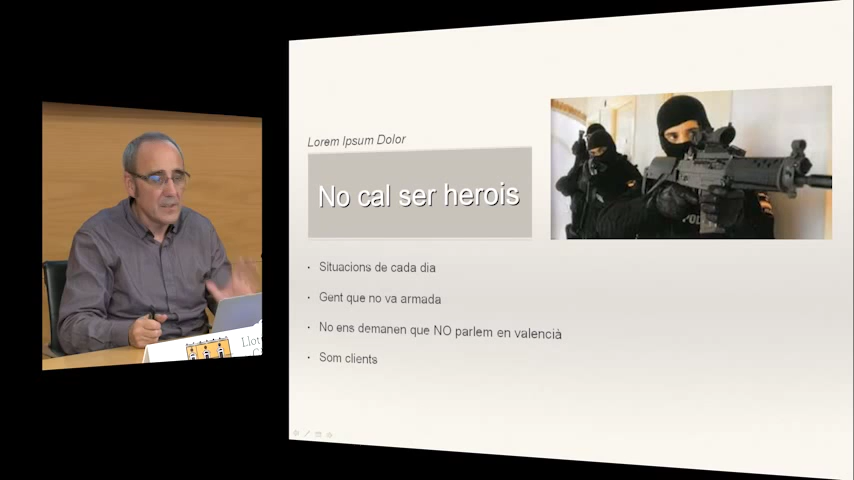 Lorem Ipsum Dolor
No cal ser herois
Situacions de cada dia
Gent que no va armada
No ens demanen que NO parlem en valencià
Som clients